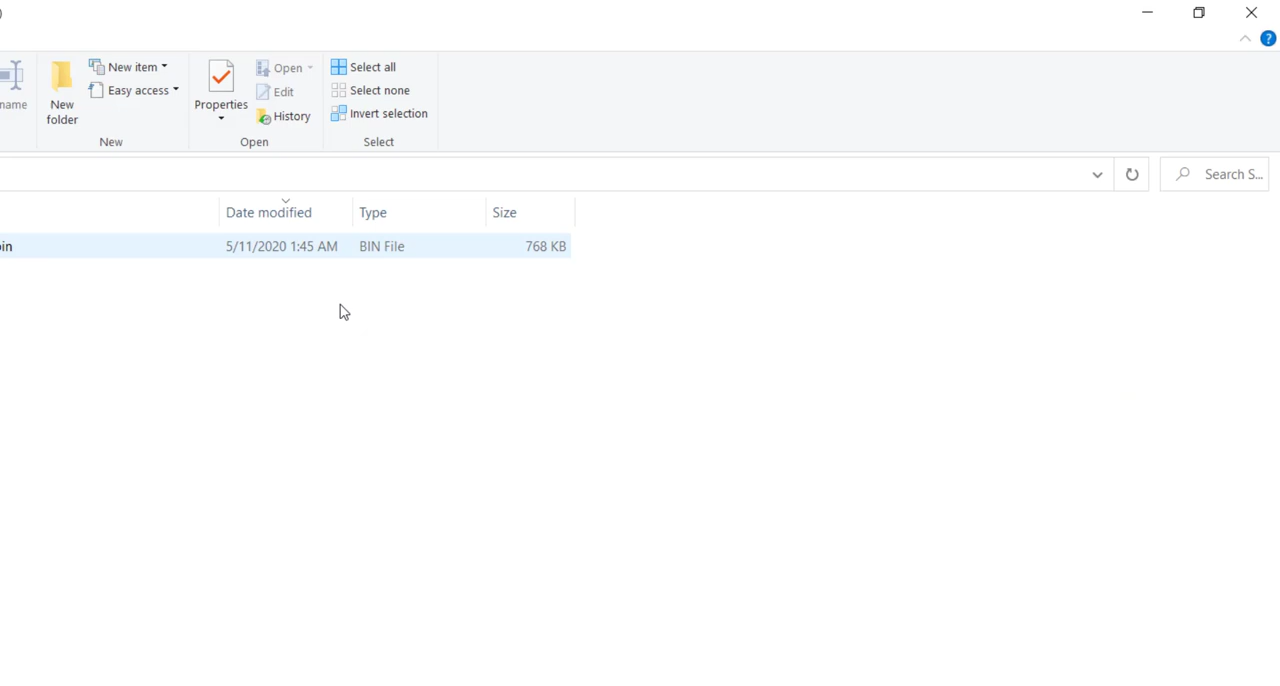 )
name
New
folder
New item
Easy access
New
Properties
Open
Edit
History
Open
Select all
Select none
Invert selection
Select
Search S...
Date modified
Type
Size
bin
5/11/2020 1:45 AM
BIN File
768 KB